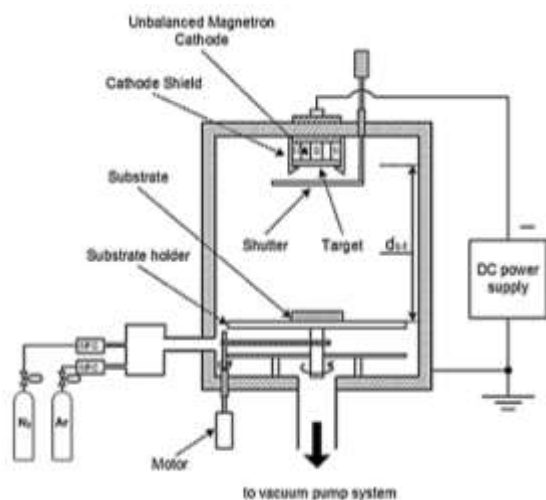 Unbalanced Magnetron
Cathode
Cathode Shield
Substrate
Shutter
Target
Substrate holder
d_s-t
DC power
supply
N₂
Ar
Motor
to vacuum pump system